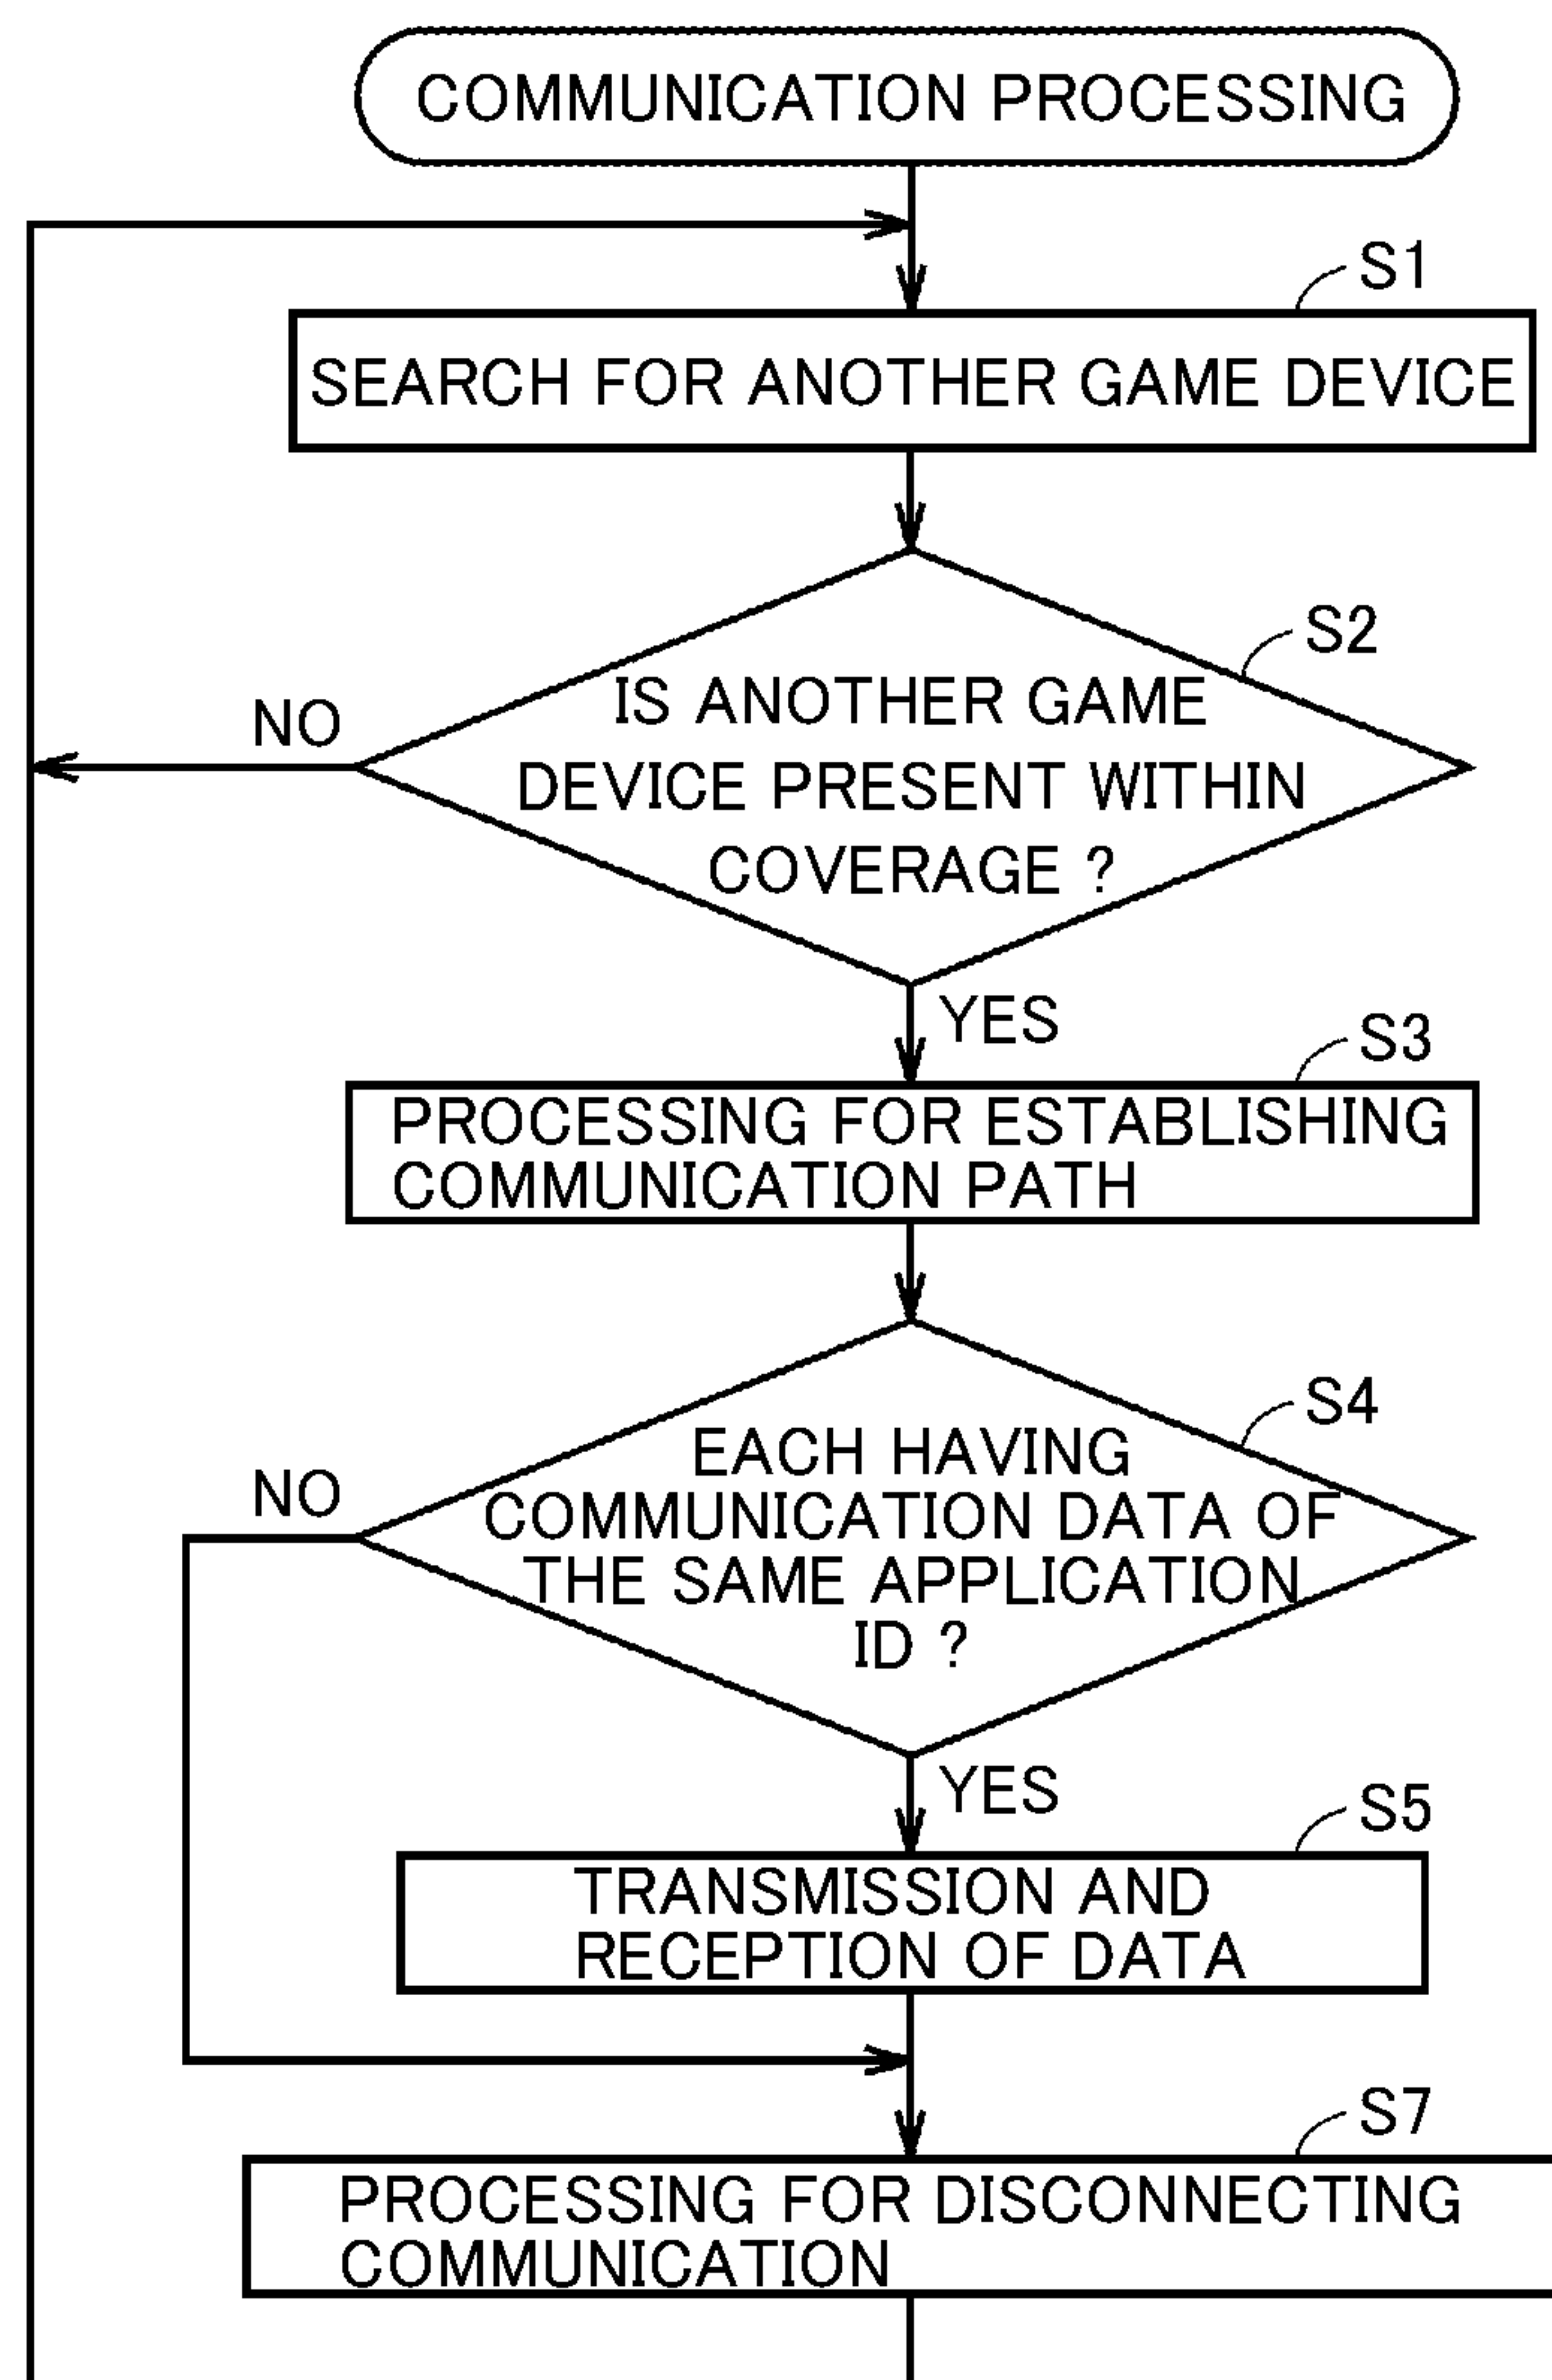 COMMUNICATION PROCESSING
S1
SEARCH FOR ANOTHER GAME DEVICE
S2
IS ANOTHER GAME
DEVICE PRESENT WITHIN
COVERAGE ?
NO
YES
S3
PROCESSING FOR ESTABLISHING
COMMUNICATION PATH
S4
EACH HAVING
COMMUNICATION DATA OF
THE SAME APPLICATION
ID ?
NO
YES
S5
TRANSMISSION AND
RECEPTION OF DATA
S7
PROCESSING FOR DISCONNECTING
COMMUNICATION